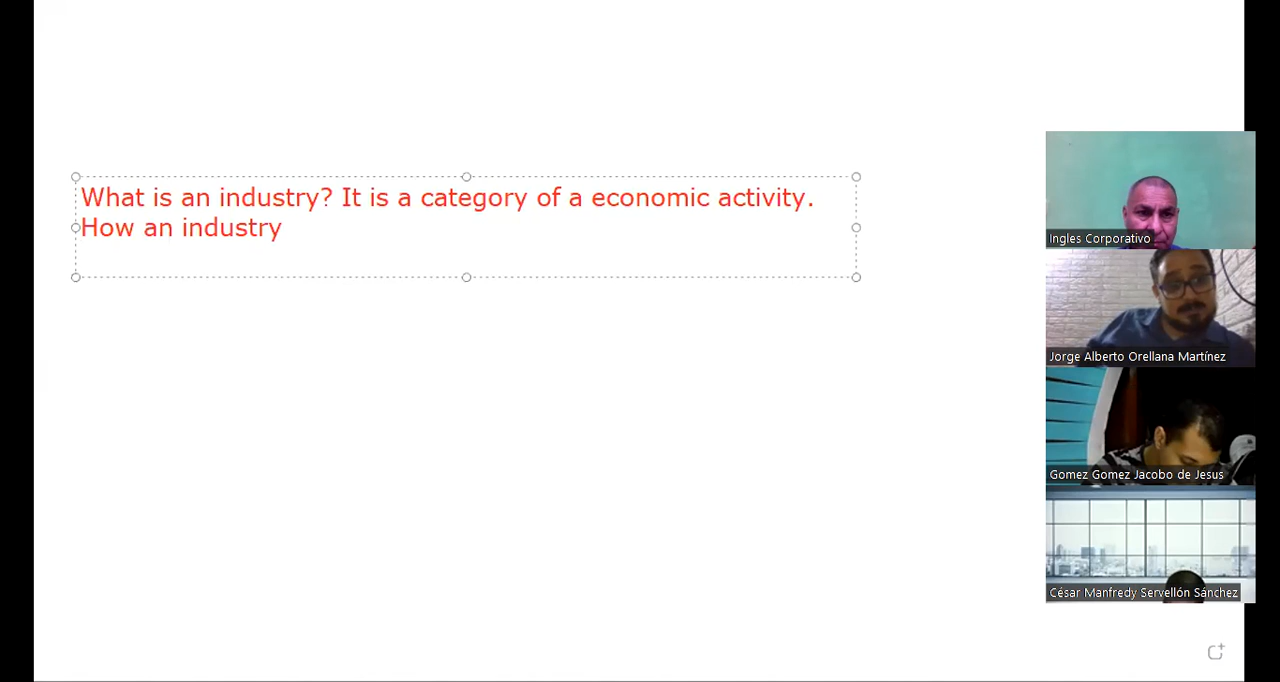 What is an industry? It is a category of a economic activity.
How an industry
Ingles Corporativo
Jorge Alberto Orellana Martínez
Gomez Gomez Jacobo de Jesus
César Manfredy Servellón Sánchez